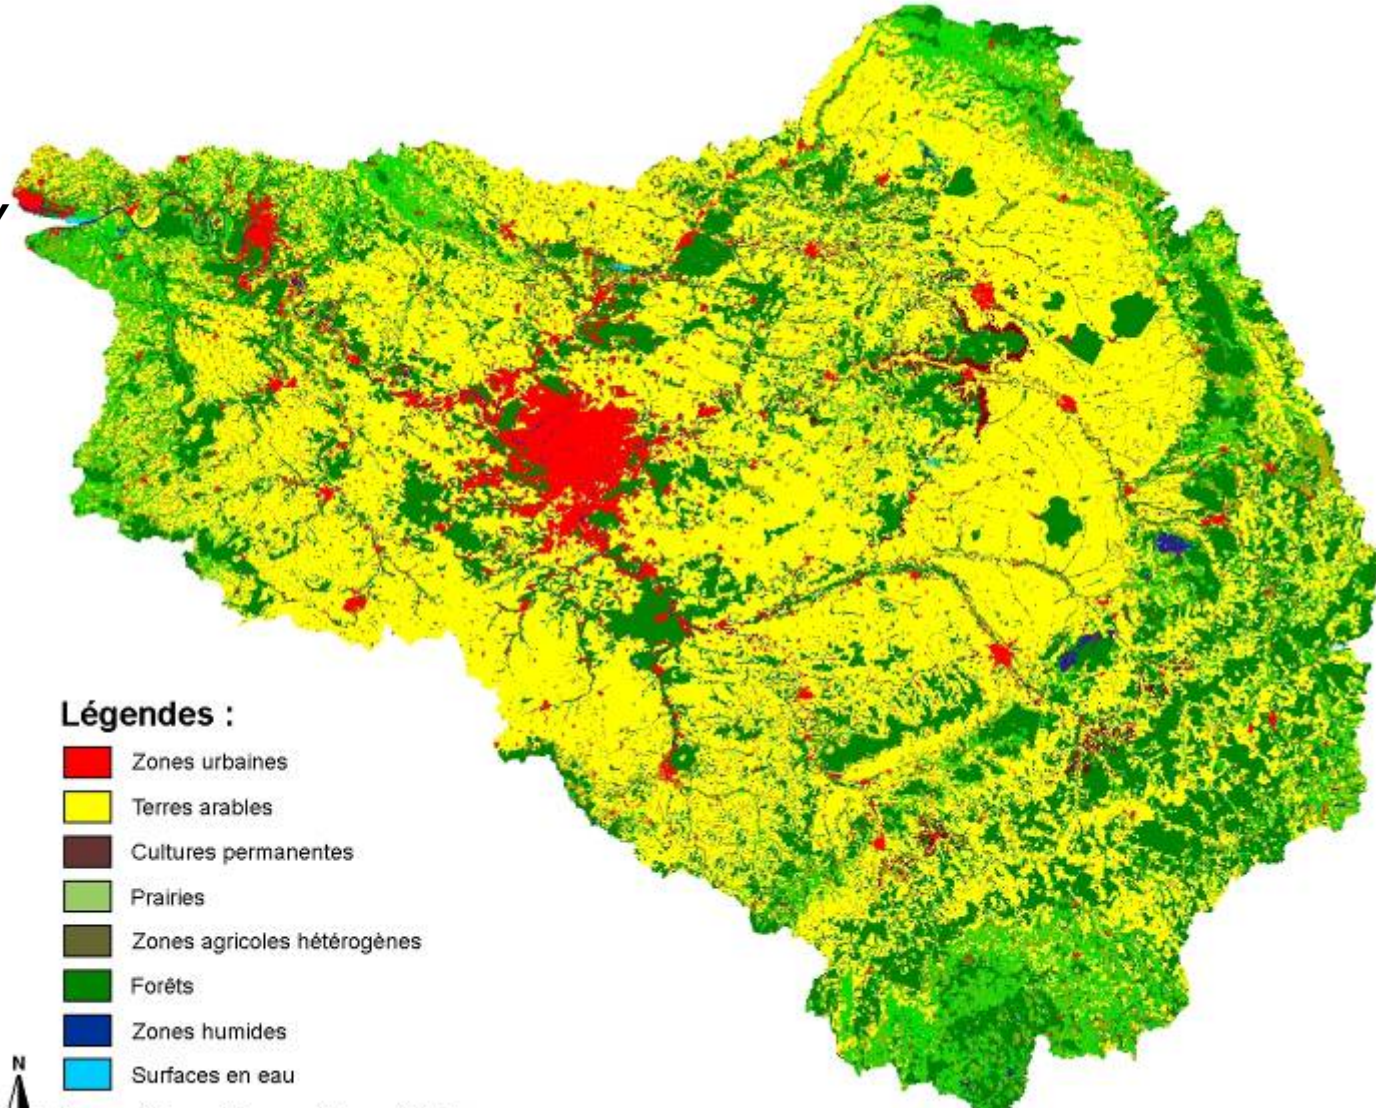 Légendes :
Zones urbaines
Terres arables
Cultures permanentes
Prairies
Zones agricoles hétérogènes
Forêts
Zones humides
Surfaces en eau
N